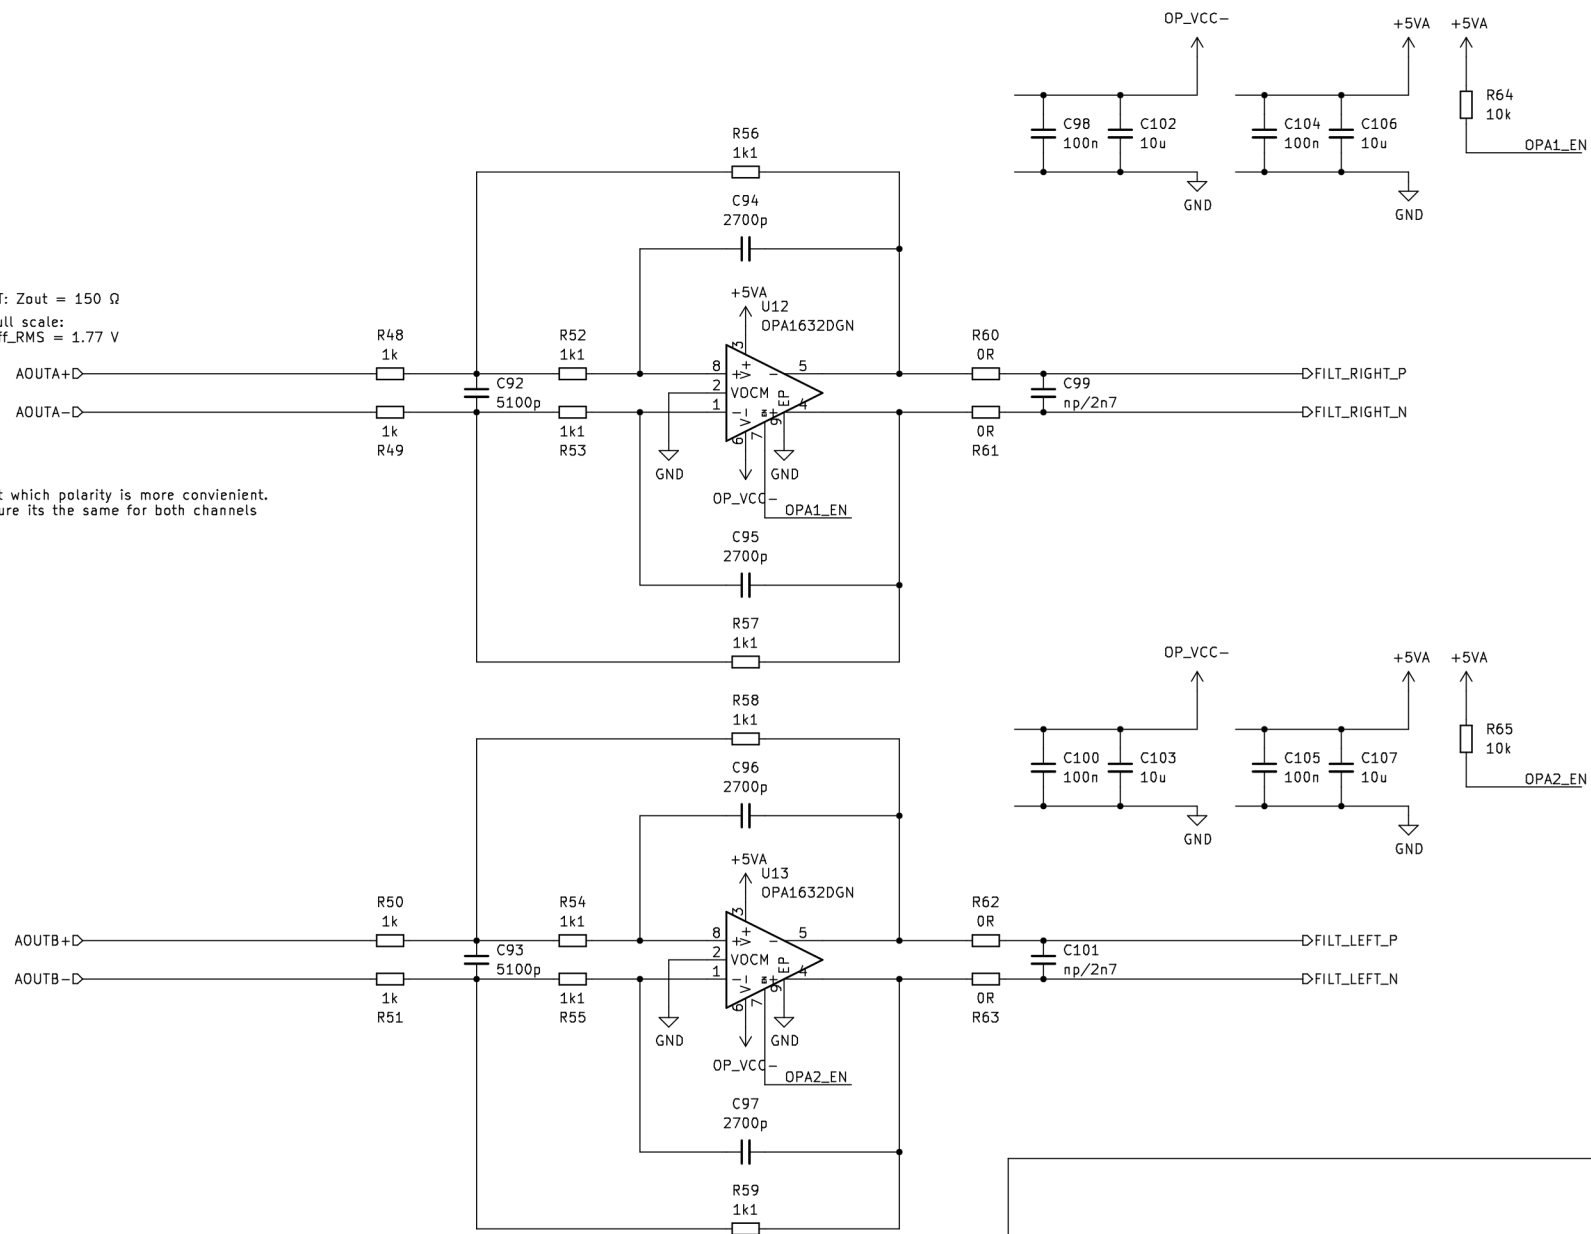 OP_VCC-
+5VA
+5VA
C98
100n
C102
10u
C104
100n
C106
10u
R64
10k
OPA1_EN
GND
GND
R56
1k1
C94
2700p
T: Zout = 150 Ω
ull scale:
ff_RMS = 1.77 V
+5VA
U12
OPA1632DGN
R48
1k
R52
1k1
R60
0R
AOUTA+
AOUTA-
C92
5100p
8
2
1
3
V+
+
-
VOCM
-
V-
+
EN
EP
5
4
6
7
9
C99
np/2n7
FILT_RIGHT_P
FILT_RIGHT_N
1k
R49
1k1
R53
0R
R61
GND
GND
OP_VCC-
OPA1_EN
t which polarity is more convienient.
ure its the same for both channels
C95
2700p
R57
1k1
OP_VCC-
+5VA
+5VA
C100
100n
C103
10u
C105
100n
C107
10u
R65
10k
OPA2_EN
GND
GND
R58
1k1
C96
2700p
+5VA
U13
OPA1632DGN
R50
1k
R54
1k1
R62
0R
AOUTB+
AOUTB-
C93
5100p
8
2
1
3
V+
+
-
VOCM
-
V-
+
EN
EP
5
4
6
7
9
C101
np/2n7
FILT_LEFT_P
FILT_LEFT_N
1k
R51
1k1
R55
0R
R63
GND
GND
OP_VCC-
OPA2_EN
C97
2700p
R59
1k1